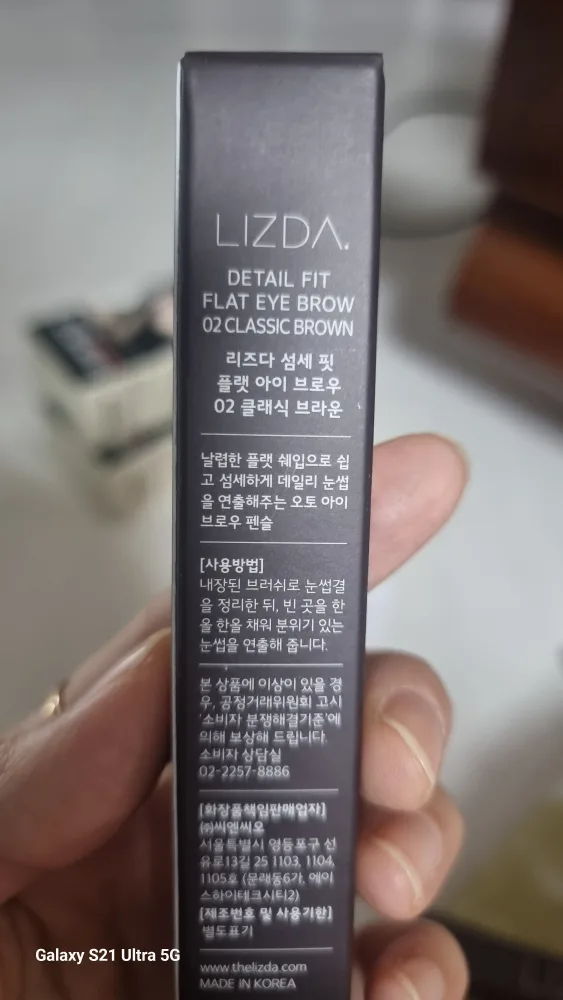 LIZDA.
DETAIL FIT
FLAT EYE BROW
02 CLASSIC BROWN
리즈다 섬세 핏
플랫 아이 브로우
02 클래식 브라운
날렵한 플랫 쉐입으로 쉽
고 섬세하게 데일리 눈썹
을 연출해주는 오토 아이
브로우 펜슬
[사용방법]
내장된 브러쉬로 눈썹결
을 정리한 뒤, 빈 곳을 한
올 한올 채워 분위기 있는
눈썹을 연출해 줍니다.
본 상품에 이상이 있을 경
우, 공정거래위원회 고시
'소비자 분쟁해결기준'에
의해 보상해 드립니다.
소비자 상담실
02-2257-8886
[화장품책임판매업자]
㈜씨엔씨오
서울특별시 영등포구 선
유로13길 25 1103, 1104,
1105호 (문래동6가, 에이
스하이테크시티2)
[제조번호 및 사용기한]
별도표기
www.thelizda.com
MADE IN KOREA
Galaxy S21 Ultra 5G